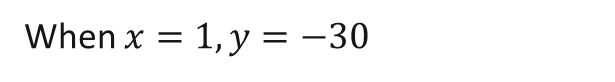 When x = 1, y = −30